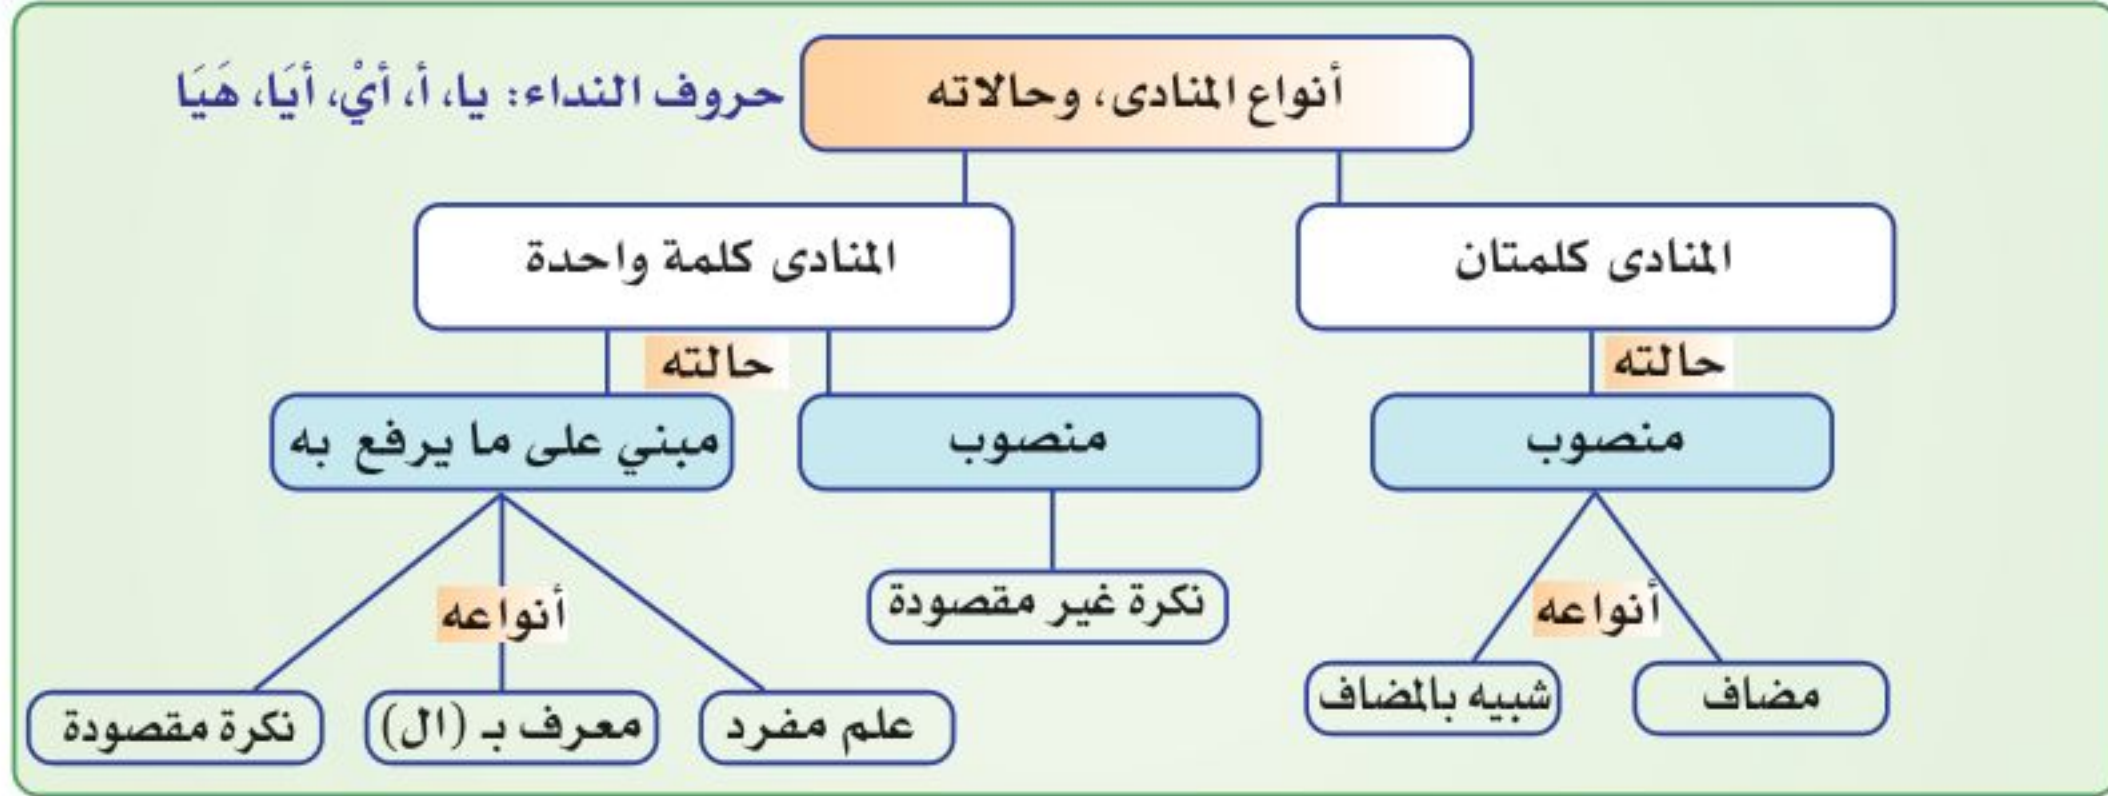 أنواع المنادى، وحالاته
حروف النداء: يا، أ، أيْ، أيَا، هَيَا
المنادى كلمتان
المنادى كلمة واحدة
حالته
حالته
منصوب
منصوب
مبني على ما يرفع به
أنواعه
نكرة غير مقصودة
أنواعه
مضاف
شبيه بالمضاف
علم مفرد
معرف بـ (ال)
نكرة مقصودة